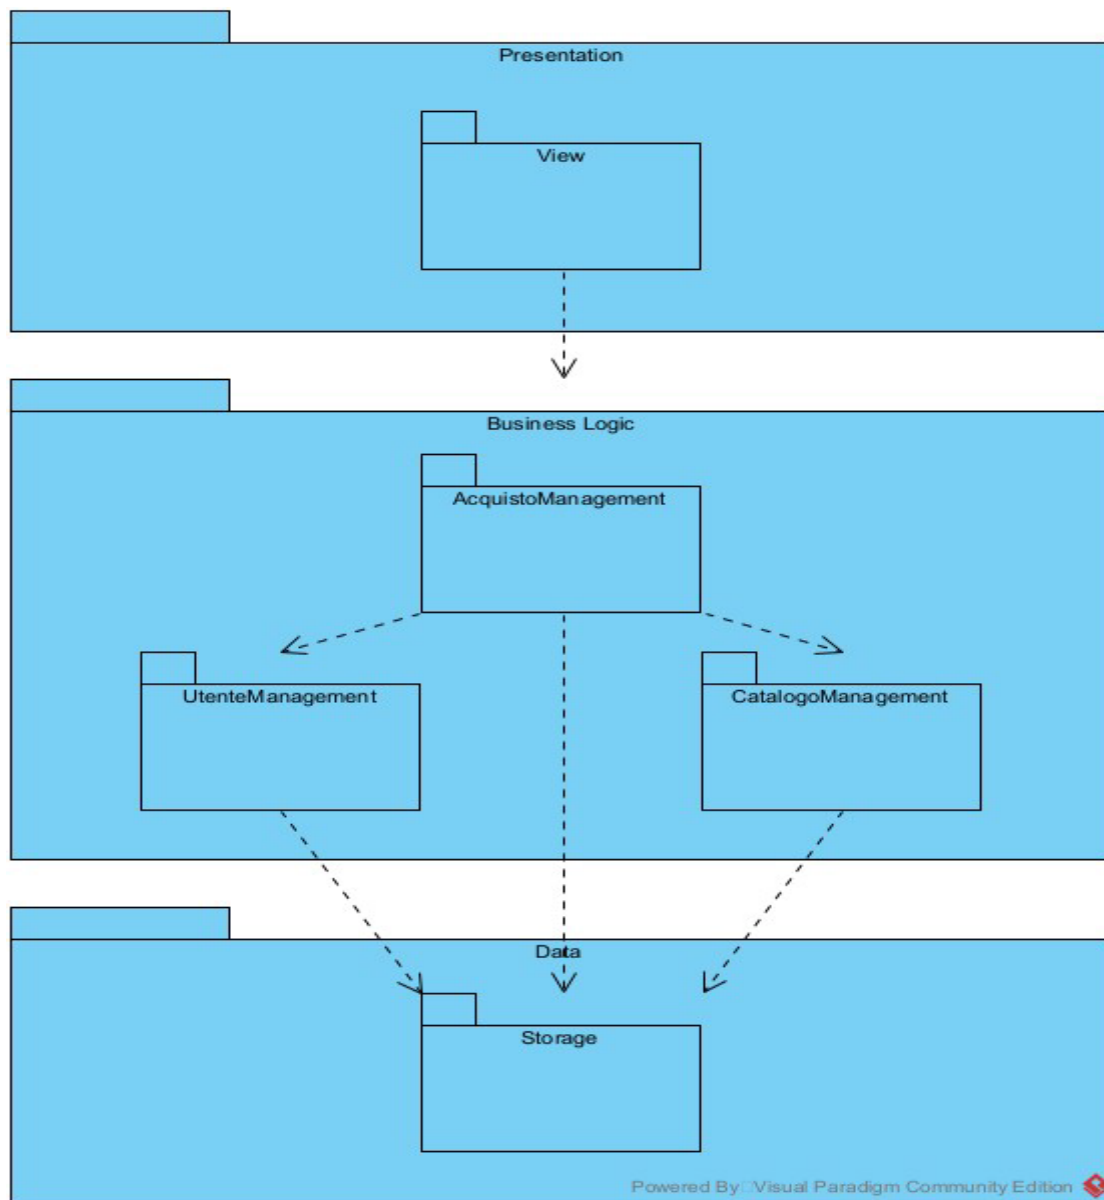 Presentation
View
Business Logic
AcquistoManagement
UtenteManagement
CatalogoManagement
Data
Storage
Powered By Visual Paradigm Community Edition